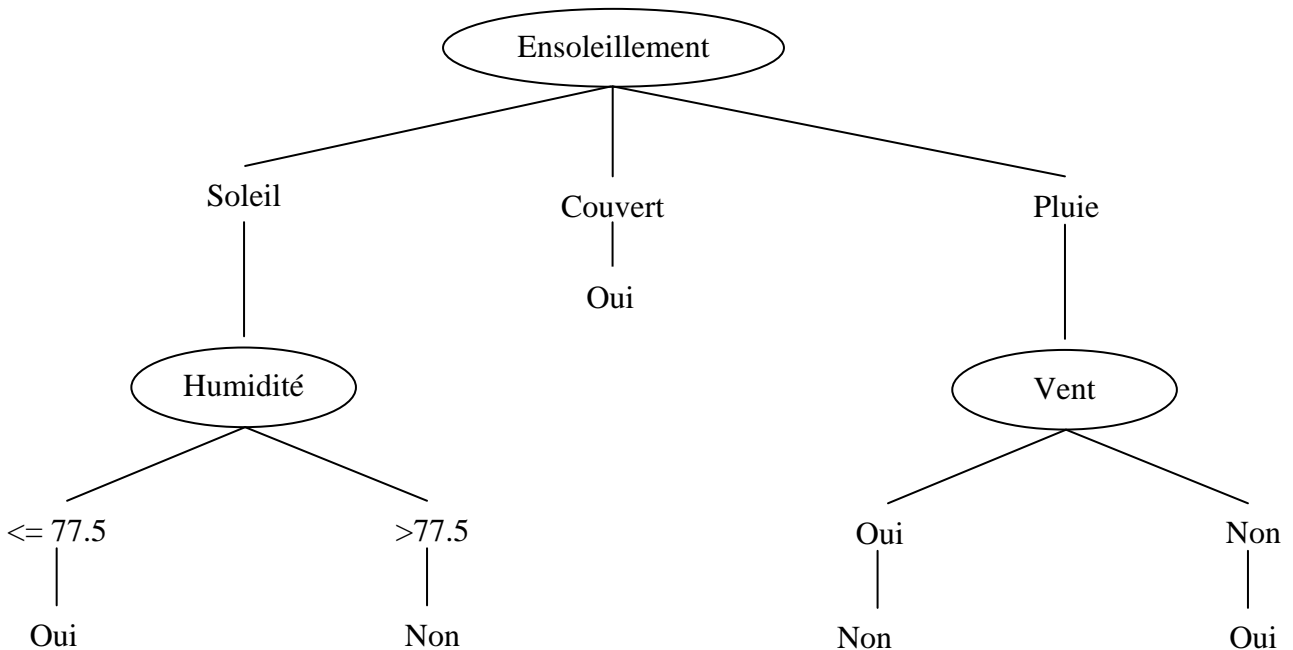 Ensoleillement
Soleil
Couvert
Pluie
Oui
Humidité
Vent
<= 77.5
>77.5
Oui
Non
Oui
Non
Non
Oui